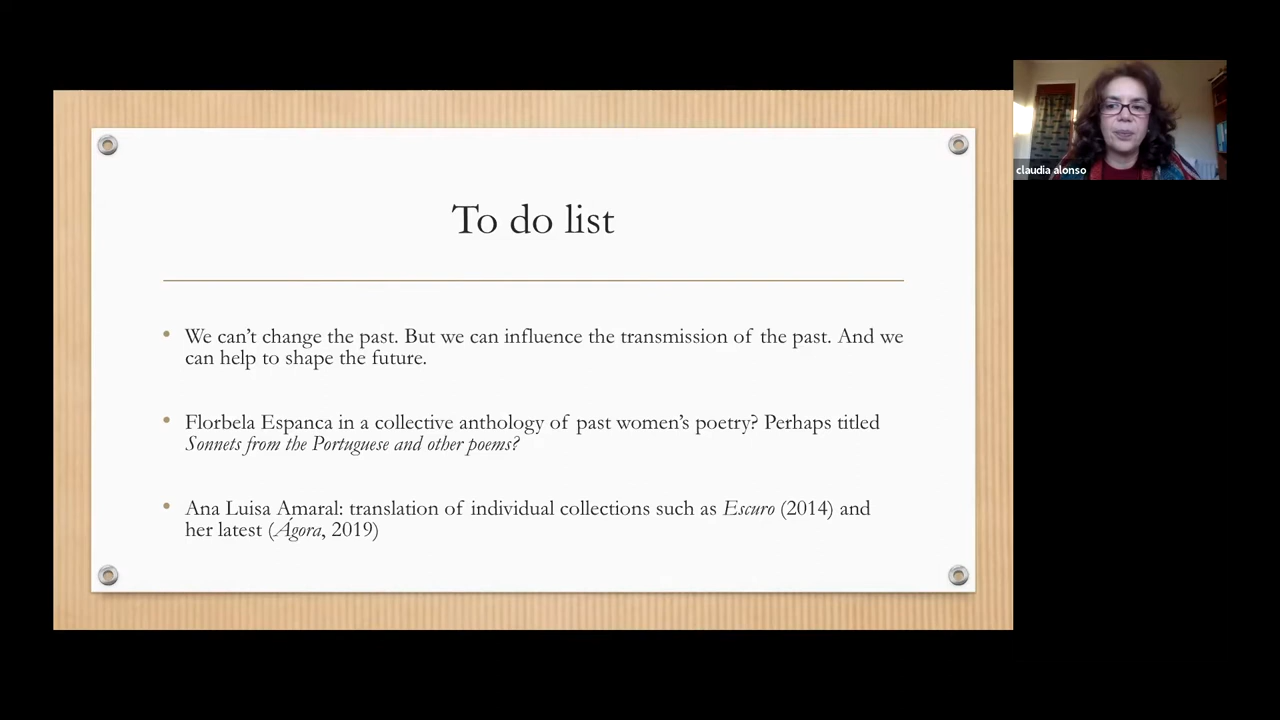 To do list
We can't change the past. But we can influence the transmission of the past. And we
can help to shape the future.
Florbela Espanca in a collective anthology of past women's poetry? Perhaps titled
Sonnets from the Portuguese and other poems?
Ana Luisa Amaral: translation of individual collections such as Escuro (2014) and
her latest (Ágora, 2019)
claudia alonso